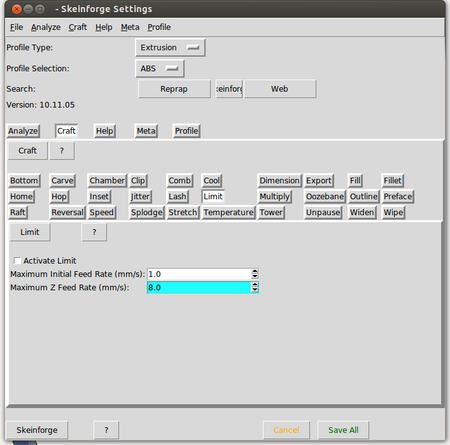 - Skeinforge Settings
File Analyze Craft Help Meta Profile
Profile Type: Extrusion
Profile Selection: ABS
Search: Reprap keinforg Web
Version: 10.11.05
Analyze Craft Help Meta Profile
Craft ?
Bottom Carve Chamber Clip Comb Cool Dimension Export Fill Fillet
Home Hop Inset Jitter Lash Limit Multiply Oozebane Outline Preface
Raft Reversal Speed Splodge Stretch Temperature Tower Unpause Widen Wipe
Limit ?
Activate Limit
Maximum Initial Feed Rate (mm/s): 1.0
Maximum Z Feed Rate (mm/s): 8.0
Skeinforge ? Cancel Save All